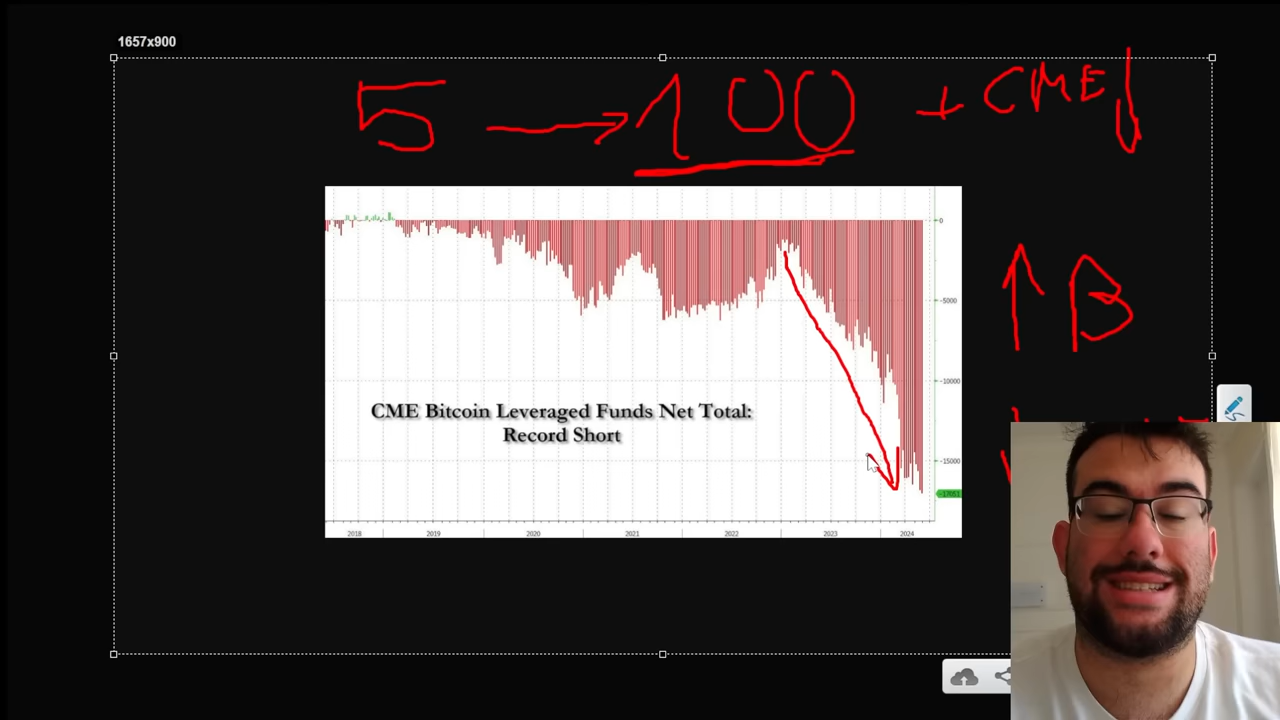 1657x900
5 → 100 + CME
↑ B
0
-5000
-10000
-15000
-17051
CME Bitcoin Leveraged Funds Net Total:
Record Short
2018 2019 2020 2021 2022 2023 2024